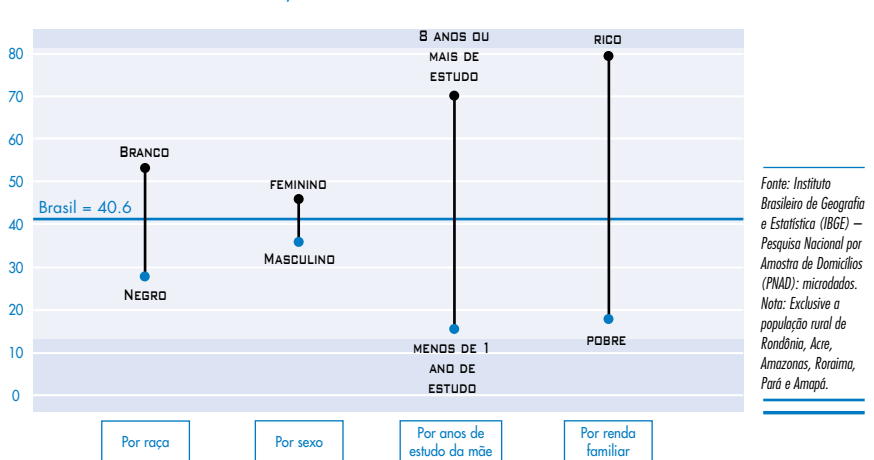 8 ANOS OU
MAIS DE
ESTUDO
RICO
80
70
60
50
40
30
20
10
0
BRANCO
FEMININO
Brasil = 40.6
MASCULINO
NEGRO
MENOS DE 1
ANO DE
ESTUDO
POBRE
Por raça
Por sexo
Por anos de
estudo da mãe
Por renda
familiar
Fonte: Instituto
Brasileiro de Geografia
e Estatística (IBGE) –
Pesquisa Nacional por
Amostra de Domicílios
(PNAD): microdados.
Nota: Exclusive a
população rural de
Rondônia, Acre,
Amazonas, Roraima,
Pará e Amapá.